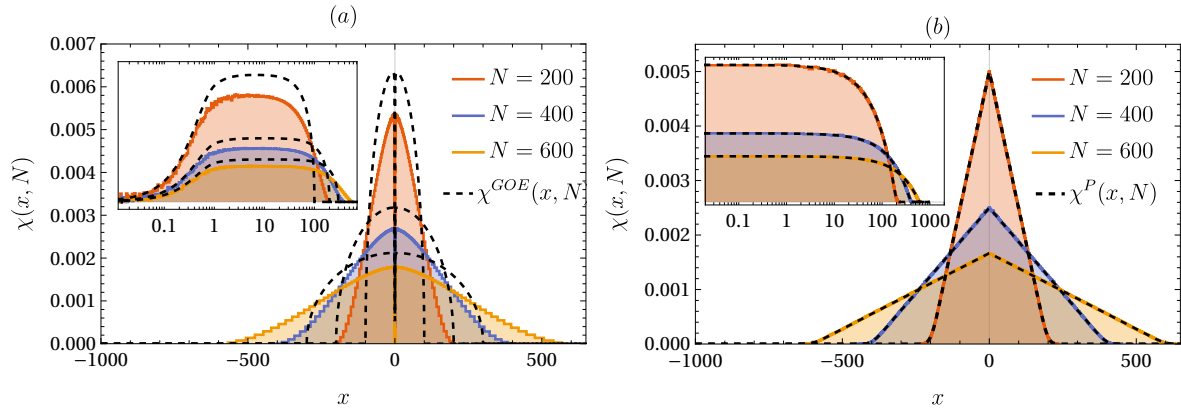 (a)
0.007
0.006
0.005
0.004
0.003
0.002
0.001
0.000
χ(x, N)
0.1 1 10 100
N = 200
N = 400
N = 600
χ^{GOE}(x, N)
−1000 −500 0 500
x
(b)
0.005
0.004
0.003
0.002
0.001
0.000
χ(x, N)
0.1 1 10 100 1000
N = 200
N = 400
N = 600
χ^{P}(x, N)
−1000 −500 0 500
x